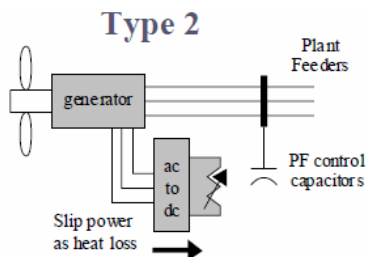 Type 2
Plant
Feeders
generator
ac
to
dc
PF control
capacitors
Slip power
as heat loss